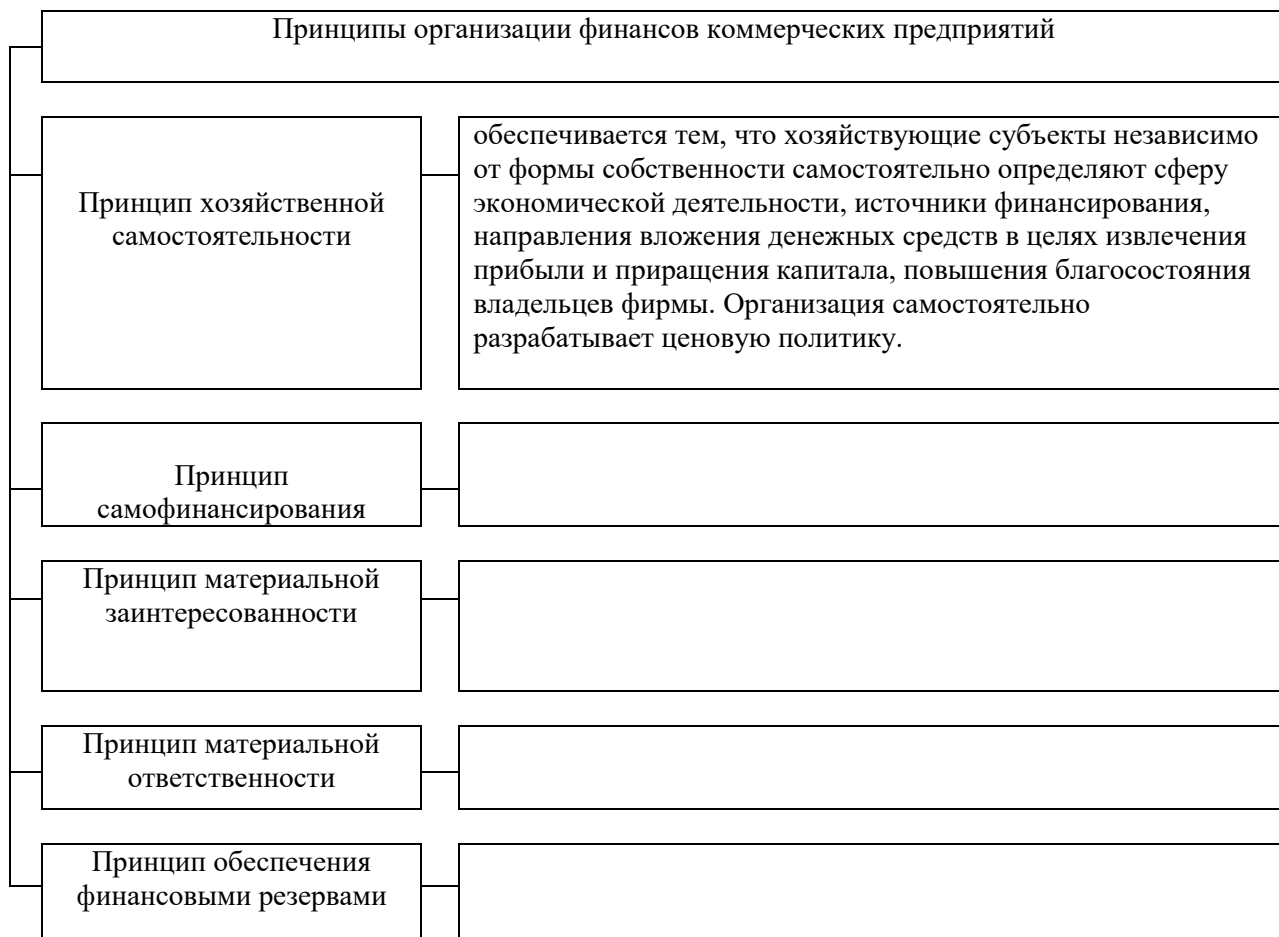 Принципы организации финансов коммерческих предприятий
Принцип хозяйственной
самостоятельности
обеспечивается тем, что хозяйствующие субъекты независимо
от формы собственности самостоятельно определяют сферу
экономической деятельности, источники финансирования,
направления вложения денежных средств в целях извлечения
прибыли и приращения капитала, повышения благосостояния
владельцев фирмы. Организация самостоятельно
разрабатывает ценовую политику.
Принцип
самофинансирования
Принцип материальной
заинтересованности
Принцип материальной
ответственности
Принцип обеспечения
финансовыми резервами